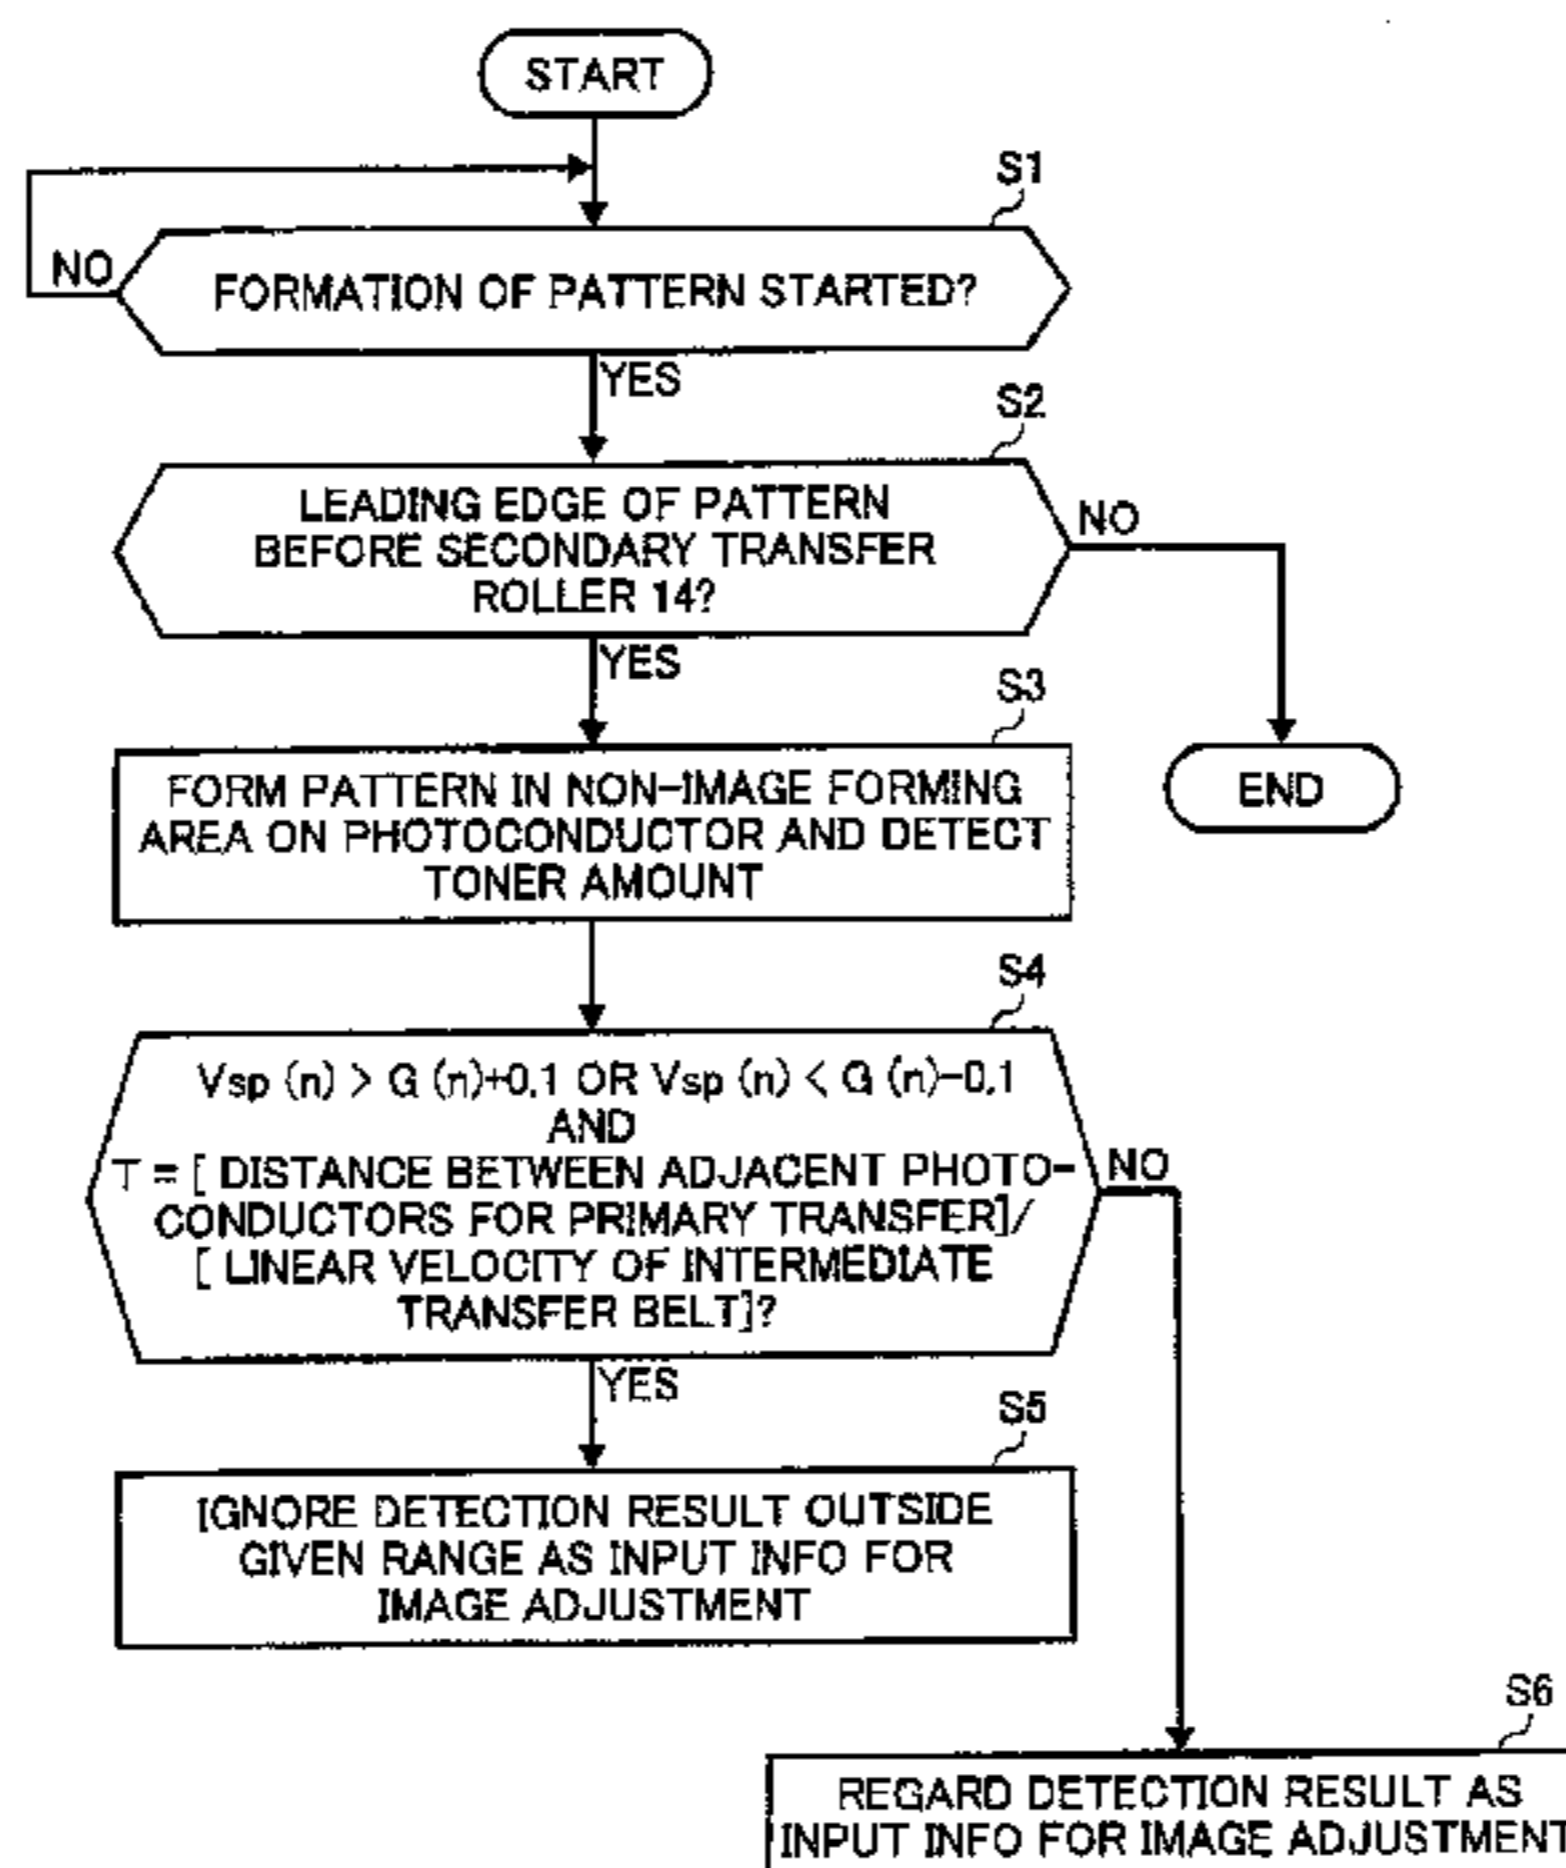 START
S1
NO
FORMATION OF PATTERN STARTED?
YES
S2
LEADING EDGE OF PATTERN
BEFORE SECONDARY TRANSFER
ROLLER 14?
NO
YES
S3
FORM PATTERN IN NON-IMAGE FORMING
AREA ON PHOTOCONDUCTOR AND DETECT
TONER AMOUNT
END
S4
Vsp (n) > G (n)+0.1 OR Vsp (n) < G (n)-0.1
AND
T = [ DISTANCE BETWEEN ADJACENT PHOTO-
CONDUCTORS FOR PRIMARY TRANSFER]/
[ LINEAR VELOCITY OF INTERMEDIATE
TRANSFER BELT]?
NO
YES
S5
IGNORE DETECTION RESULT OUTSIDE
GIVEN RANGE AS INPUT INFO FOR
IMAGE ADJUSTMENT
S6
REGARD DETECTION RESULT AS
INPUT INFO FOR IMAGE ADJUSTMENT